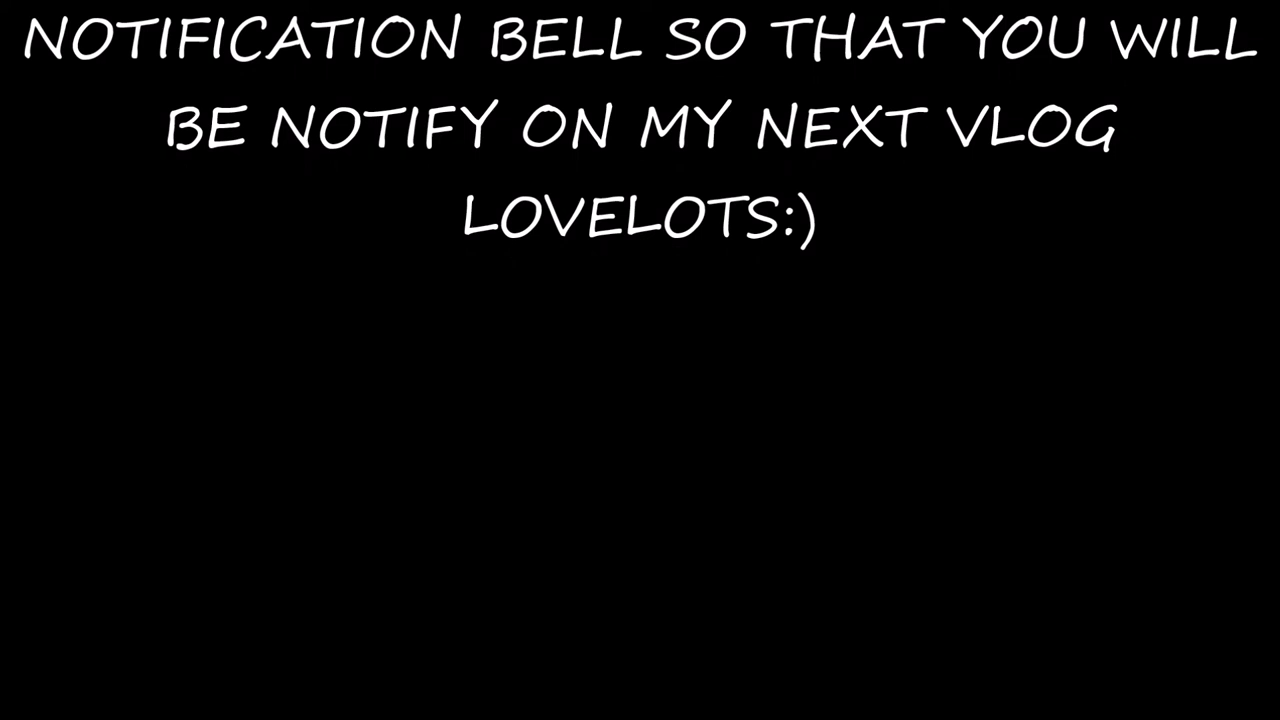 NOTIFICATION BELL SO THAT YOU WILL
BE NOTIFY ON MY NEXT VLOG
LOVELOTS:)